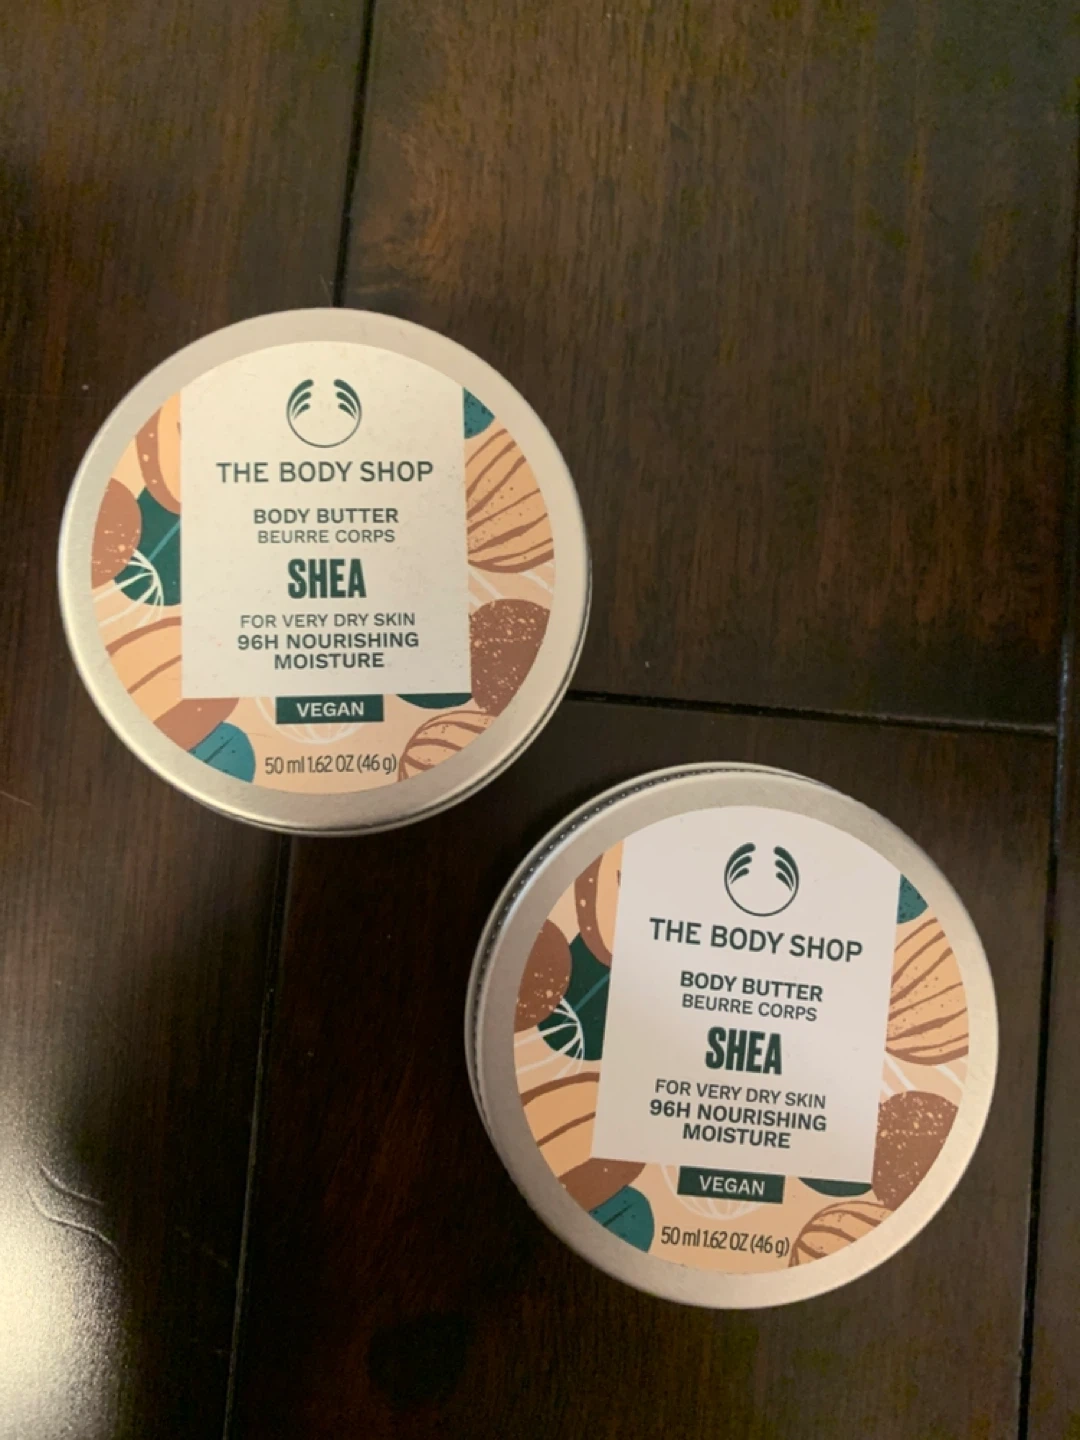 THE BODY SHOP
BODY BUTTER
BEURRE CORPS
SHEA
FOR VERY DRY SKIN
96H NOURISHING
MOISTURE
VEGAN
50 ml 1.62 OZ (46 g)
THE BODY SHOP
BODY BUTTER
BEURRE CORPS
SHEA
FOR VERY DRY SKIN
96H NOURISHING
MOISTURE
VEGAN
50 ml 1.62 OZ (46 g)